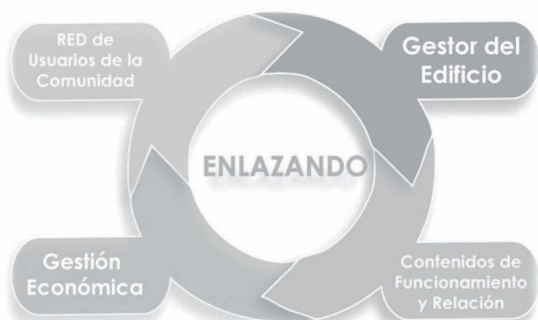 RED de
Usuarios de la
Comunidad
Gestor del
Edificio
ENLAZANDO
Gestión
Económica
Contenidos de
Funcionamiento
y Relación